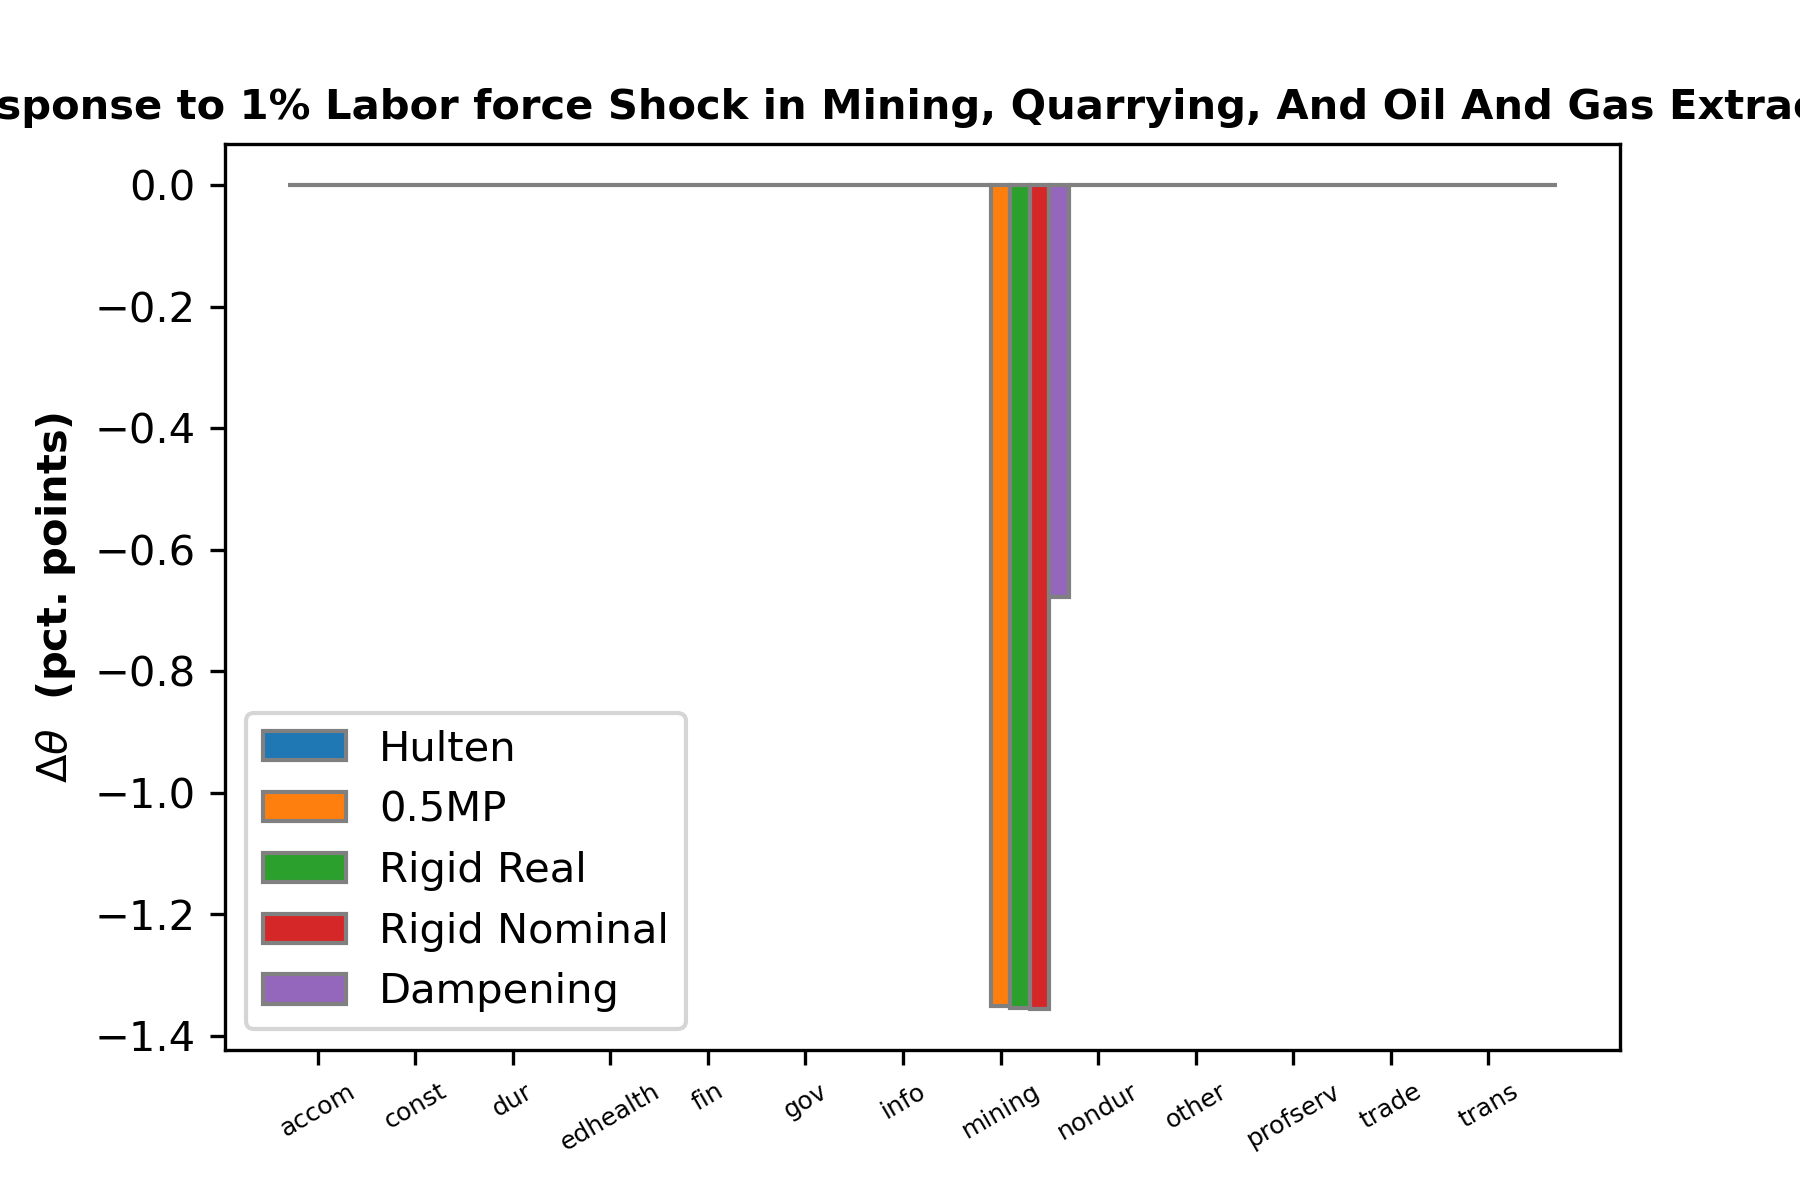 sponse to 1% Labor force Shock in Mining, Quarrying, And Oil And Gas Extrac
0.0
−0.2
−0.4
−0.6
−0.8
−1.0
−1.2
−1.4
Δθ (pct. points)
Hulten
0.5MP
Rigid Real
Rigid Nominal
Dampening
accom
const
dur
edhealth
fin
gov
info
mining
nondur
other
profserv
trade
trans